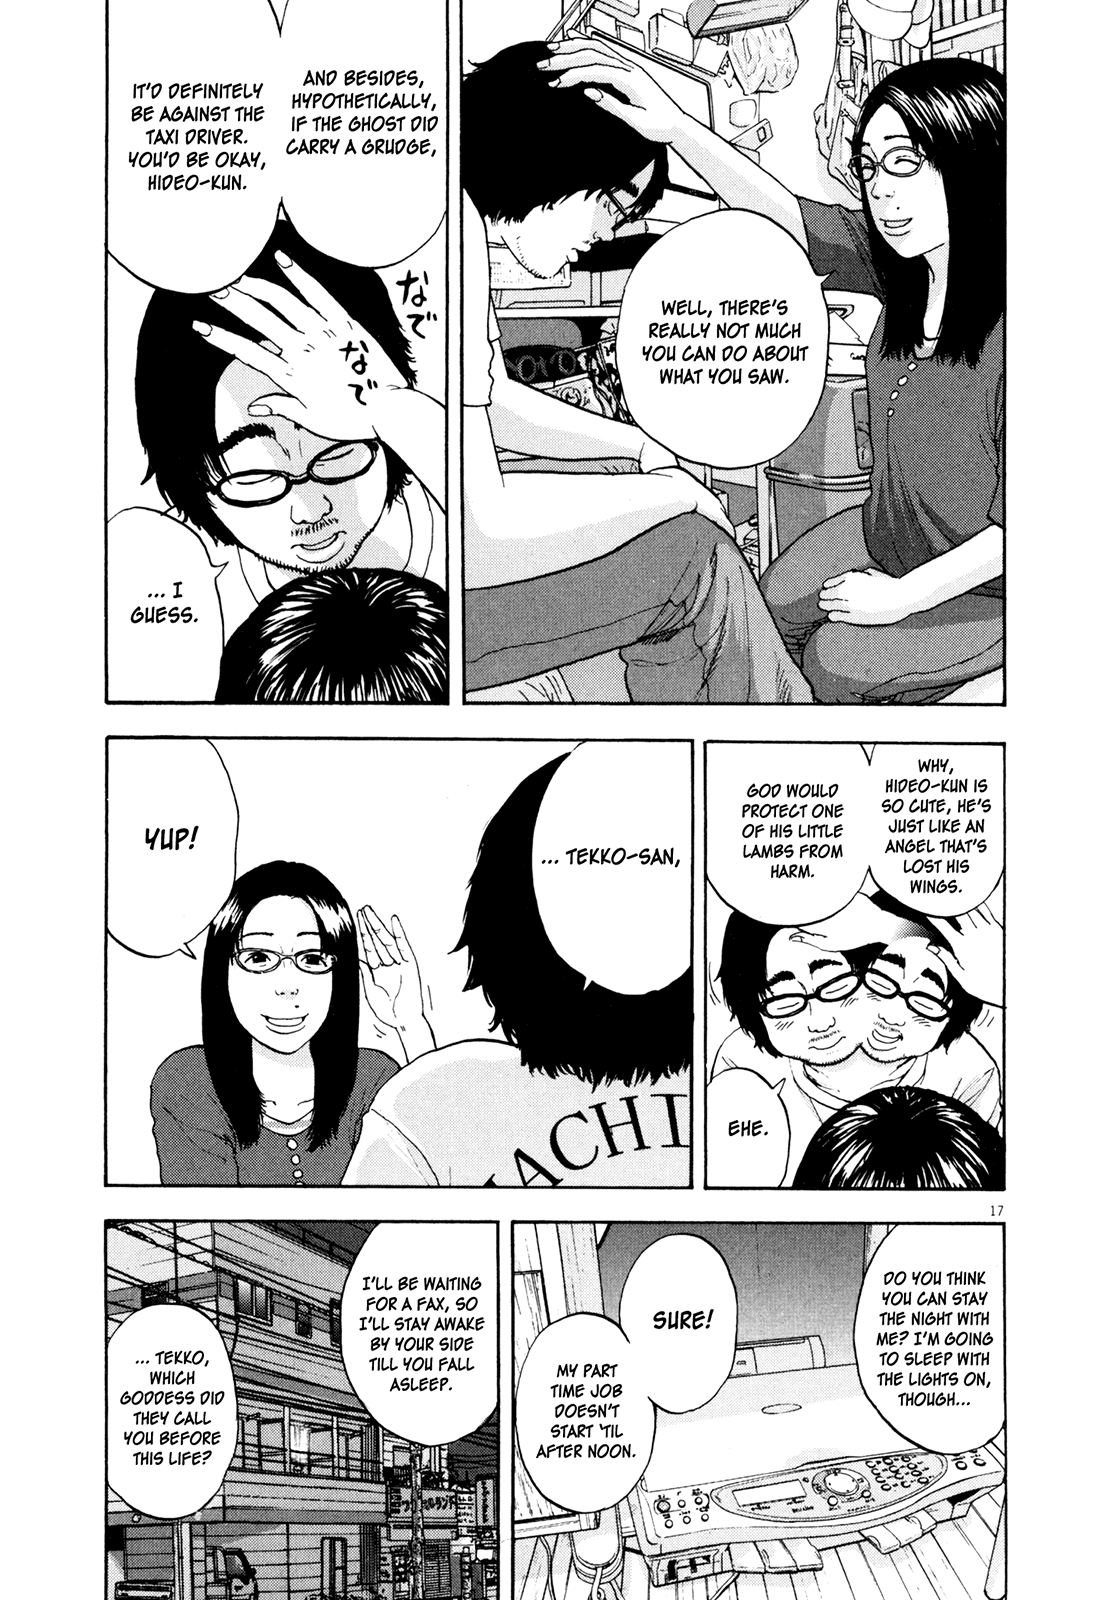 WELL, THERE'S
REALLY NOT MUCH
YOU CAN DO ABOUT
WHAT YOU SAW.
AND BESIDES,
HYPOTHETICALLY,
IF THE GHOST DID
CARRY A GRUDGE,
IT'D DEFINITELY
BE AGAINST THE
TAXI DRIVER.
YOU'D BE OKAY,
HIDEO-KUN.
なで
なで
... I
GUESS.
WHY,
HIDEO-KUN IS
SO CUTE, HE'S
JUST LIKE AN
ANGEL THAT'S
LOST HIS
WINGS.
GOD WOULD
PROTECT ONE
OF HIS LITTLE
LAMBS FROM
HARM.
EHE.
... TEKKO-SAN,
YUP!
ACHI
17
DO YOU THINK
YOU CAN STAY
THE NIGHT WITH
ME? I'M GOING
TO SLEEP WITH
THE LIGHTS ON,
THOUGH...
SURE!
MY PART
TIME JOB
DOESN'T
START 'TIL
AFTER NOON.
I'LL BE WAITING
FOR A FAX, SO
I'LL STAY AWAKE
BY YOUR SIDE
TILL YOU FALL
ASLEEP.
... TEKKO,
WHICH
GODDESS DID
THEY CALL
YOU BEFORE
THIS LIFE?